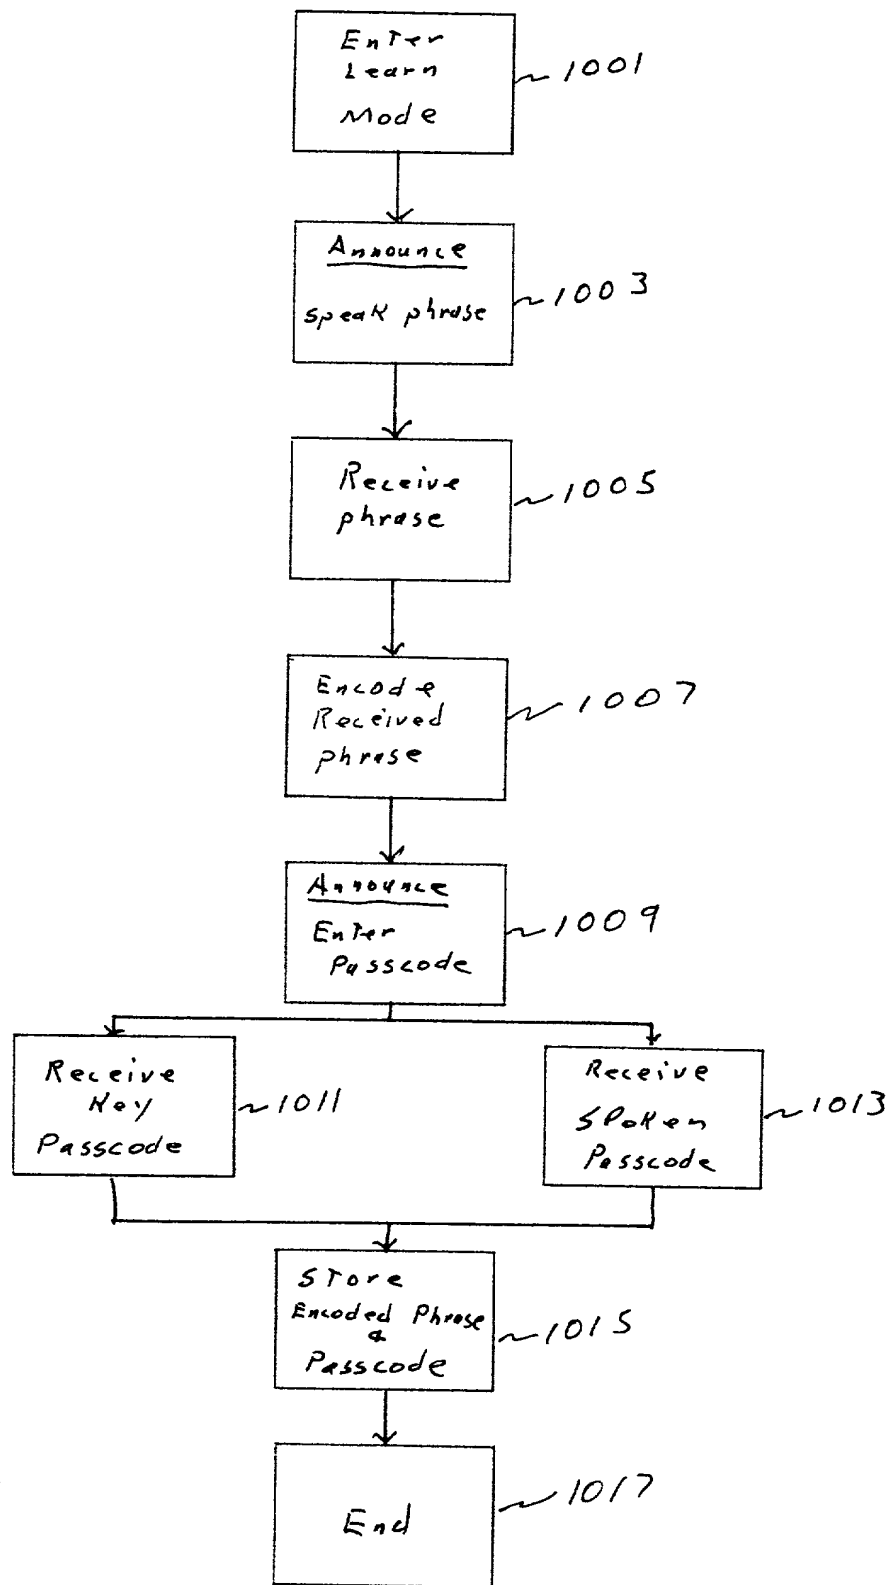 Enter
Learn
Mode
1001
Announce
Speak phrase
1003
Receive
phrase
1005
Encode
Received
phrase
1007
Announce
Enter
Passcode
1009
Receive
Key
Passcode
1011
Receive
Spoken
Passcode
1013
Store
Encoded Phrase
&
Passcode
1015
End
1017